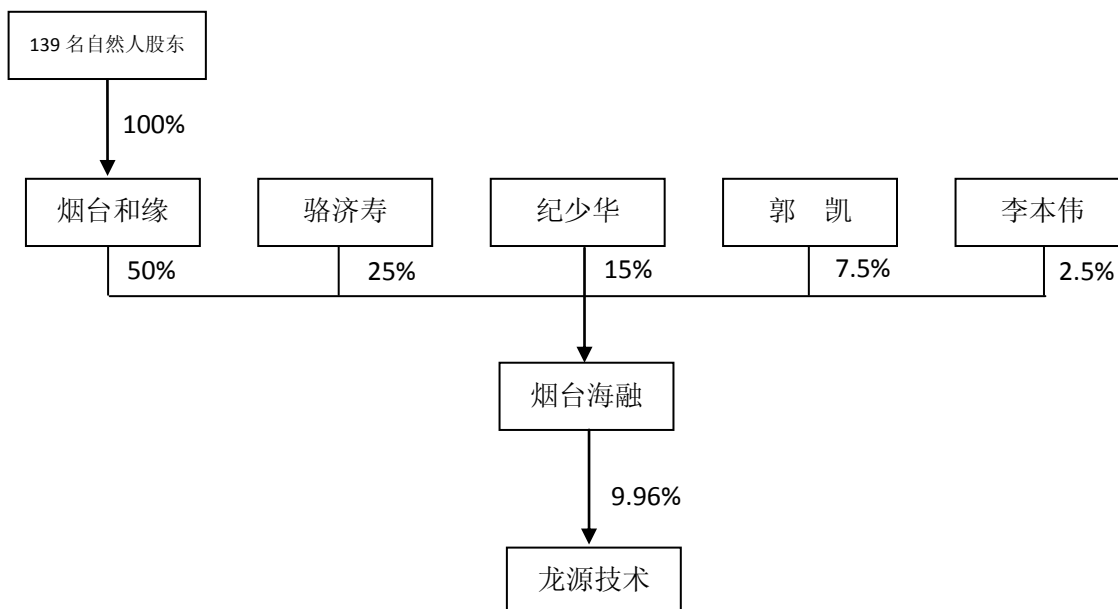 139 名自然人股东
100%
烟台和缘
骆济寿
纪少华
郭 凯
李本伟
50%
25%
15%
7.5%
2.5%
烟台海融
9.96%
龙源技术